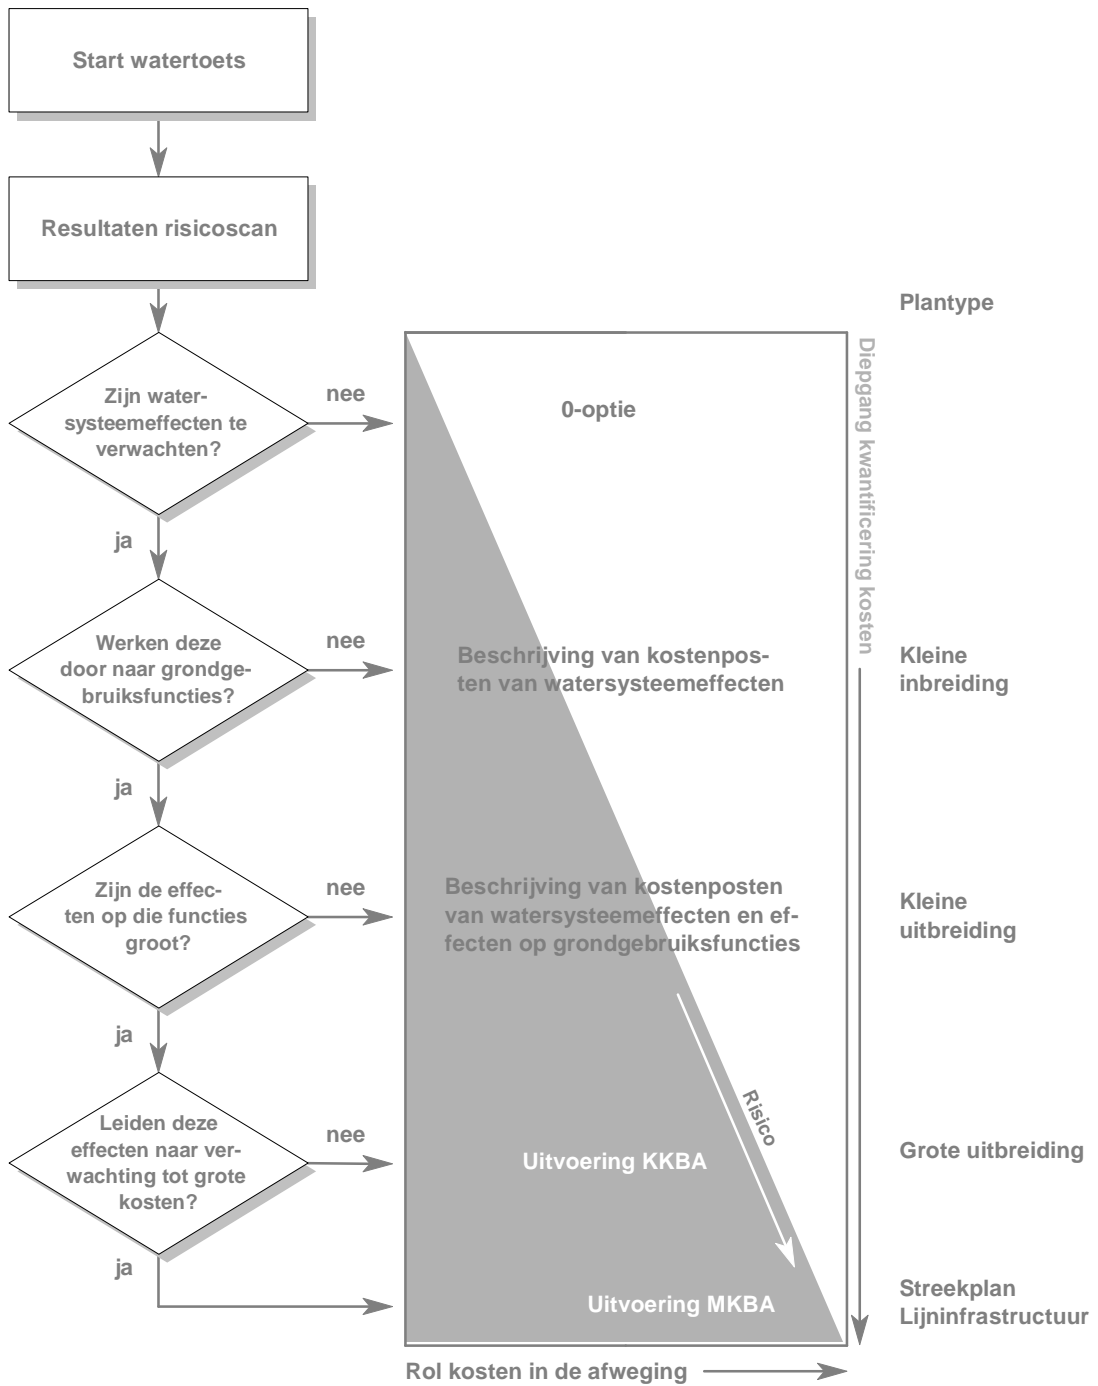 Start watertoets
Resultaten risicoscan
Plantype
Zijn water-
systeemeffecten te
verwachten?
nee
0-optie
Diepgang kwantificering kosten
ja
Werken deze
door naar grondge-
bruiksfuncties?
nee
Beschrijving van kostenpos-
ten van watersysteemeffecten
Kleine
inbreiding
ja
Zijn de effec-
ten op die functies
groot?
nee
Beschrijving van kostenposten
van watersysteemeffecten en ef-
fecten op grondgebruiksfuncties
Kleine
uitbreiding
ja
Leiden deze
effecten naar ver-
wachting tot grote
kosten?
nee
Uitvoering KKBA
Risico
Grote uitbreiding
ja
Uitvoering MKBA
Streekplan
Lijninfrastructuur
Rol kosten in de afweging